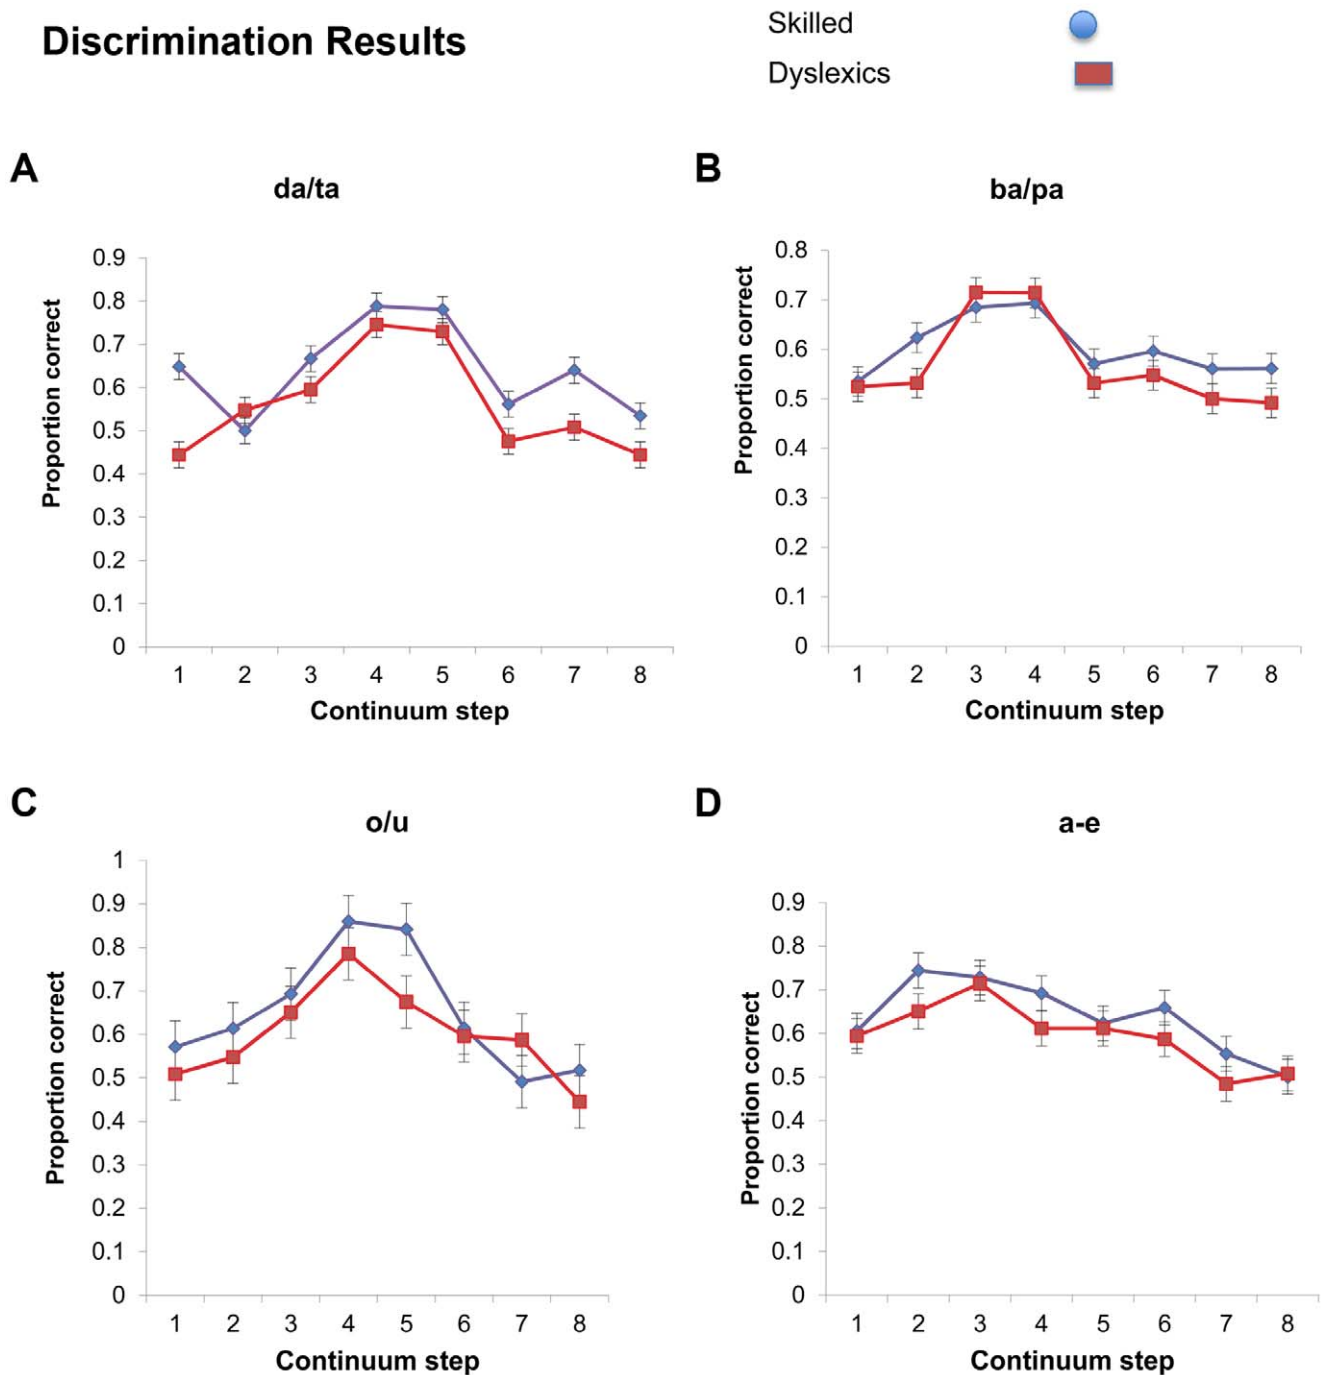 Discrimination Results
Skilled
Dyslexics
A
da/ta
Proportion correct
0.9
0.8
0.7
0.6
0.5
0.4
0.3
0.2
0.1
0
1 2 3 4 5 6 7 8
Continuum step
B
ba/pa
Proportion correct
0.8
0.7
0.6
0.5
0.4
0.3
0.2
0.1
0
1 2 3 4 5 6 7 8
Continuum step
C
o/u
Proportion correct
1
0.9
0.8
0.7
0.6
0.5
0.4
0.3
0.2
0.1
0
1 2 3 4 5 6 7 8
Continuum step
D
a-e
Proportion correct
0.9
0.8
0.7
0.6
0.5
0.4
0.3
0.2
0.1
0
1 2 3 4 5 6 7 8
Continuum step